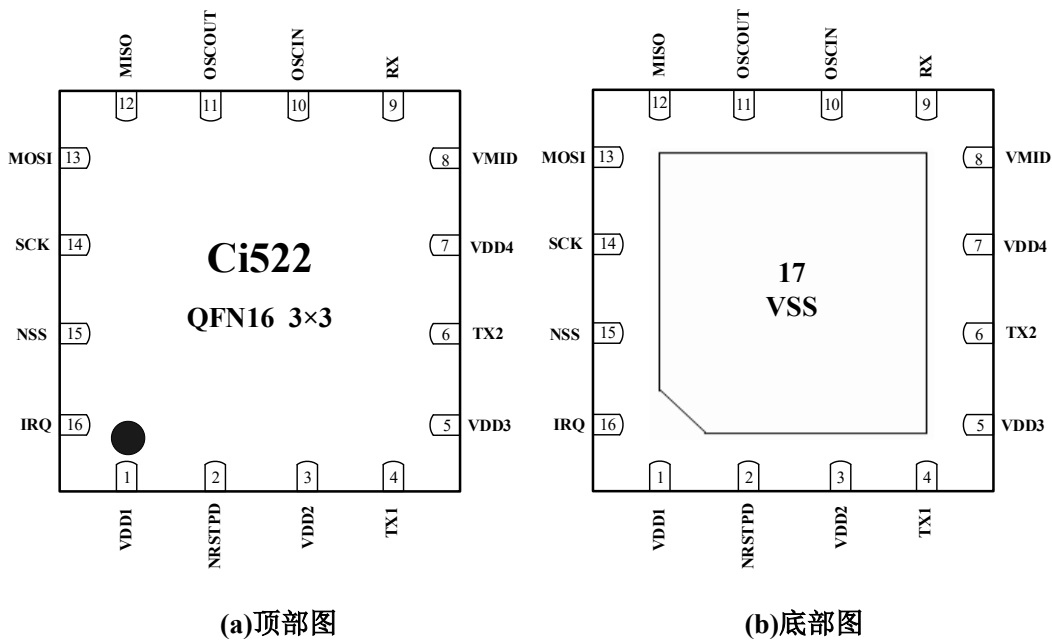 MISO
OSCOUT
OSCIN
RX
12
11
10
9
MOSI
13
8
VMID
SCK
14
7
VDD4
NSS
15
6
TX2
IRQ
16
5
VDD3
Ci522
QFN16 3×3
1
2
3
4
VDD1
NRSTPD
VDD2
TX1
(a)顶部图
MISO
OSCOUT
OSCIN
RX
12
11
10
9
MOSI
13
8
VMID
SCK
14
7
VDD4
NSS
15
6
TX2
IRQ
16
5
VDD3
17
VSS
1
2
3
4
VDD1
NRSTPD
VDD2
TX1
(b)底部图